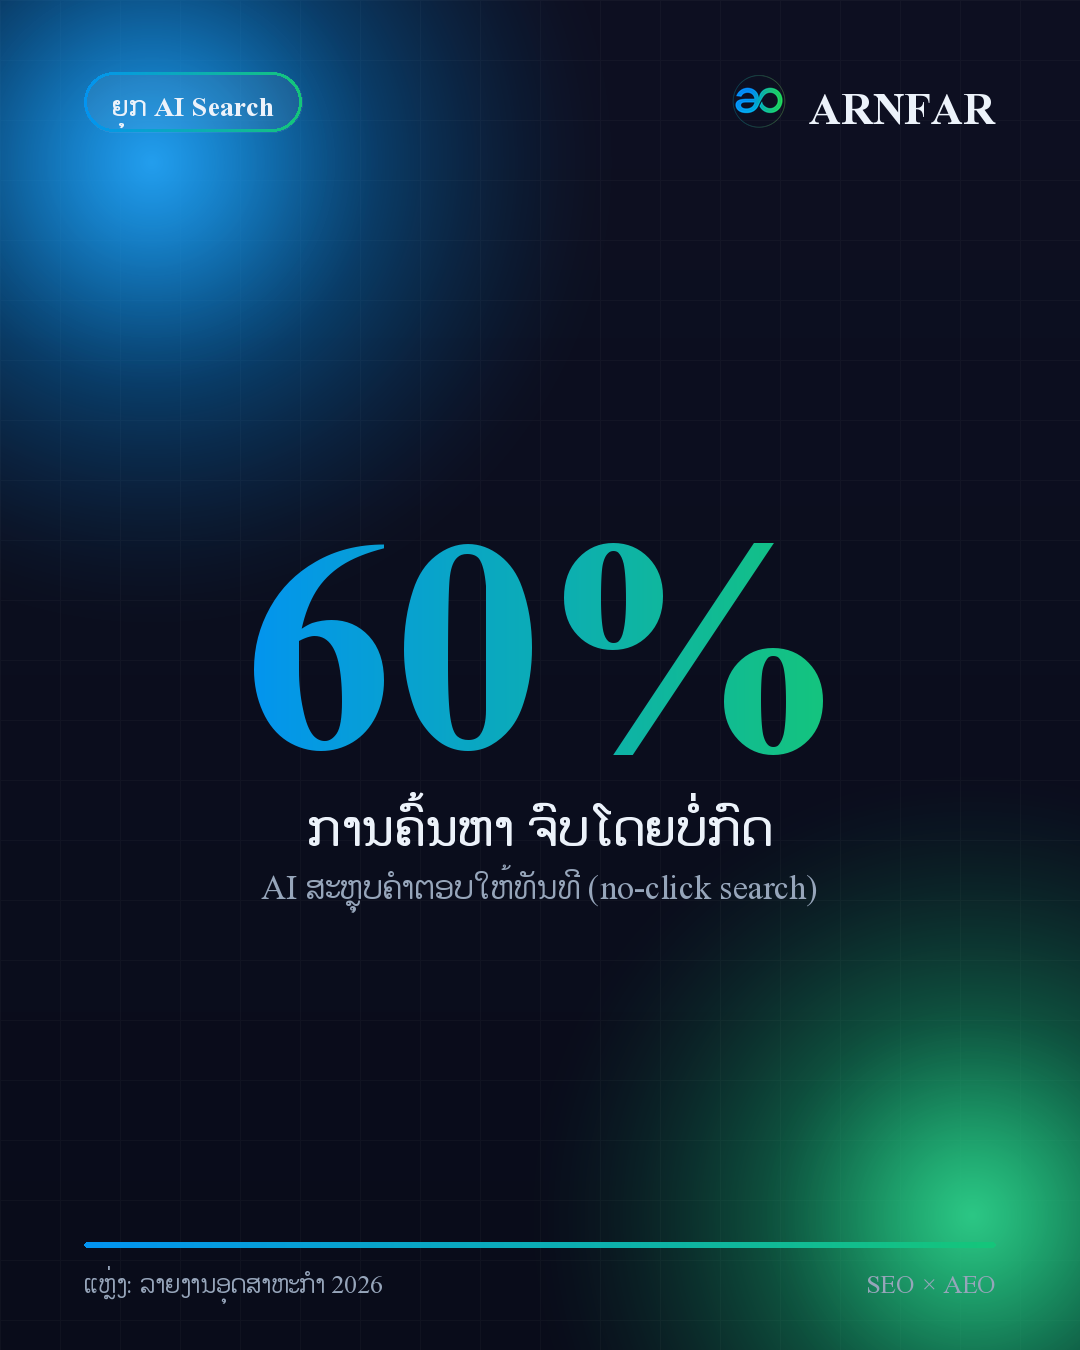 ຍຸກ AI Search
ARNFAR
60%
ການຄົ້ນຫາ ຈົບໂດຍບໍ່ກົດ
AI ສະຫຼຸບຄຳຕອບໃຫ້ທັນທີ (no-click search)
ແຫຼ່ງ: ລາຍງານອຸດສາຫະກຳ 2026
SEO × AEO